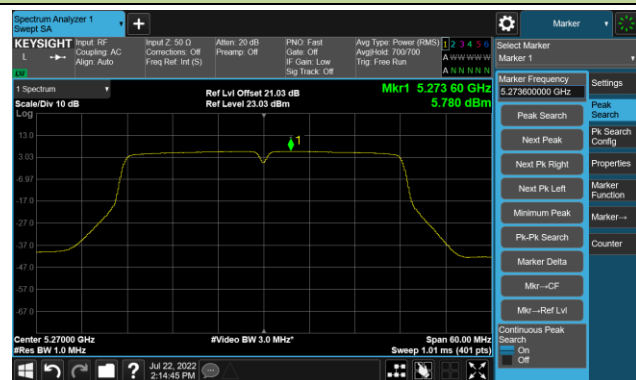 Spectrum Analyzer 1
Swept SA
+
Marker
KEYSIGHT
L
LW
Input: RF
Coupling: AC
Align: Auto
Input Z: 50 Ω
Corrections: Off
Freq Ref: Int (S)
Atten: 20 dB
Preamp: Off
PNO: Fast
Gate: Off
IF Gain: Low
Sig Track: Off
Avg Type: Power (RMS)
Avg|Hold: 700/700
Trig: Free Run
1 2 3 4 5 6
A W W W W W
A N N N N N
Select Marker
Marker 1
1 Spectrum
Scale/Div 10 dB
Log
Ref Lvl Offset 21.03 dB
Ref Level 23.03 dBm
Mkr1 5.273 60 GHz
5.780 dBm
1
13.0
3.03
-6.97
-17.0
-27.0
-37.0
-47.0
-57.0
-67.0
Center 5.27000 GHz
#Res BW 1.0 MHz
#Video BW 3.0 MHz*
Span 60.00 MHz
Sweep 1.01 ms (401 pts)
Marker Frequency
5.273600000 GHz
Peak Search
Next Peak
Next Pk Right
Next Pk Left
Minimum Peak
Pk-Pk Search
Marker Delta
Mkr→CF
Mkr→Ref Lvl
Continuous Peak
Search
On
Off
Settings
Peak
Search
Pk Search
Config
Properties
Marker
Function
Marker→
Counter
?
Jul 22, 2022
2:14:45 PM